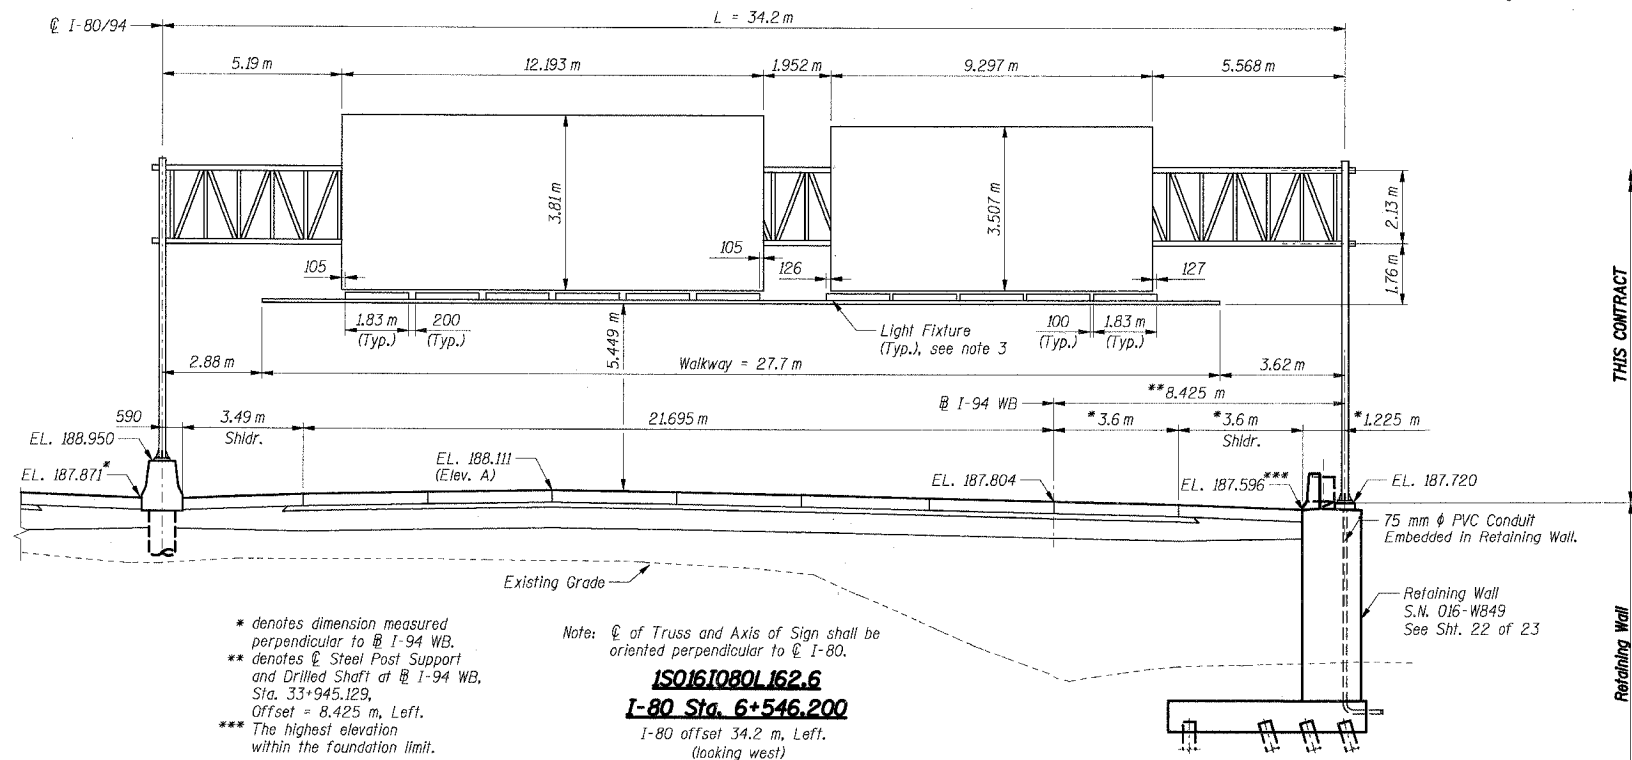 ℄ I-80/94
L = 34.2 m
5.19 m
12.193 m
1.952 m
9.297 m
5.568 m
3.81 m
3.507 m
2.13 m
1.76 m
105
105
126
127
1.83 m
(Typ.)
200
(Typ.)
5.449 m
Light Fixture
(Typ.), see note 3
100
(Typ.)
1.83 m
(Typ.)
THIS CONTRACT
2.88 m
Walkway = 27.7 m
3.62 m
**8.425 m
℔ I-94 WB
590
3.49 m
Shldr.
21.695 m
*3.6 m
*3.6 m
Shldr.
*1.225 m
EL. 188.950
EL. 187.871*
EL. 188.111
(Elev. A)
EL. 187.804
EL. 187.596***
EL. 187.720
75 mm ϕ PVC Conduit
Embedded in Retaining Wall.
Existing Grade
Retaining Wall
S.N. 016-W849
See Sht. 22 of 23
Retaining Wall
* denotes dimension measured
perpendicular to ℔ I-94 WB.
** denotes ℄ Steel Post Support
and Drilled Shaft at ℔ I-94 WB,
Sta. 33+945.129,
Offset = 8.425 m, Left.
*** The highest elevation
within the foundation limit.
Note: ℄ of Truss and Axis of Sign shall be
oriented perpendicular to ℄ I-80.
1S016I080L162.6
I-80 Sta. 6+546.200
I-80 offset 34.2 m, Left.
(looking west)